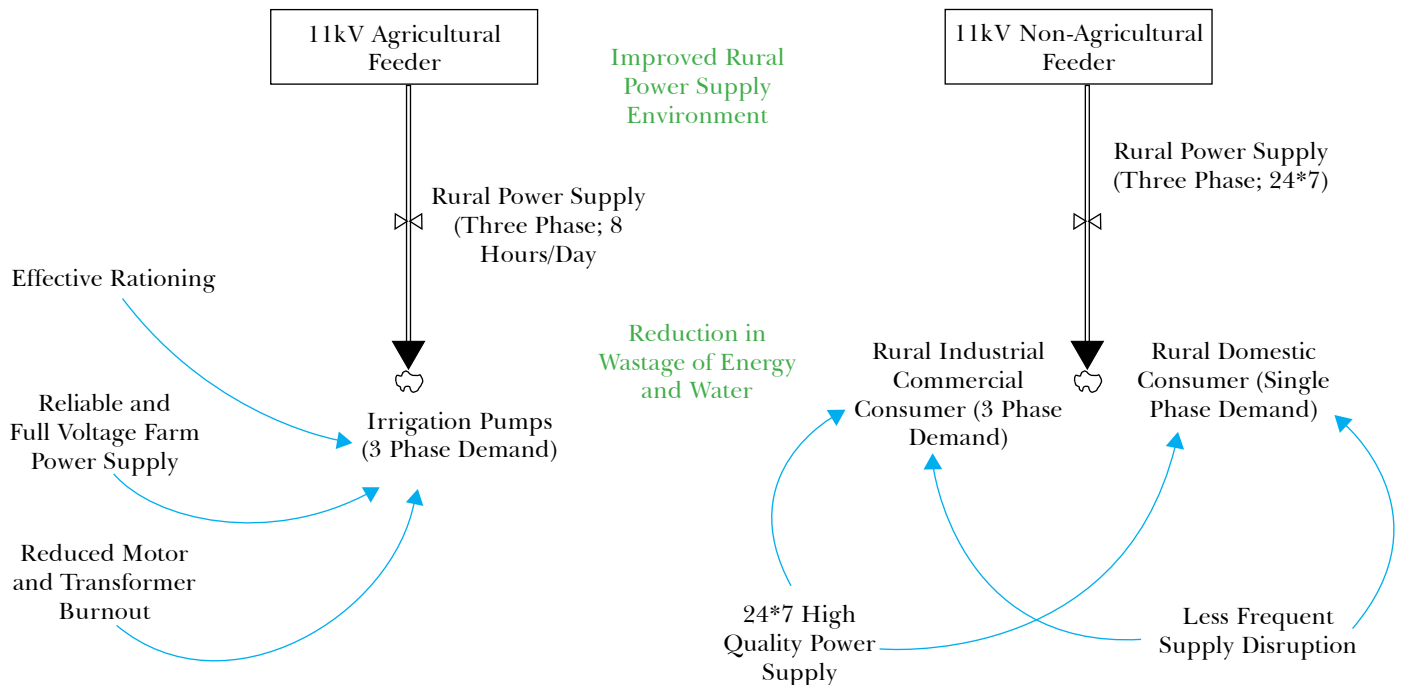 11kV Agricultural
Feeder
Improved Rural
Power Supply
Environment
11kV Non-Agricultural
Feeder
Rural Power Supply
(Three Phase; 8
Hours/Day
Rural Power Supply
(Three Phase; 24*7)
Effective Rationing
Reliable and
Full Voltage Farm
Power Supply
Reduced Motor
and Transformer
Burnout
Irrigation Pumps
(3 Phase Demand)
Reduction in
Wastage of Energy
and Water
Rural Industrial
Commercial
Consumer (3 Phase
Demand)
Rural Domestic
Consumer (Single
Phase Demand)
24*7 High
Quality Power
Supply
Less Frequent
Supply Disruption